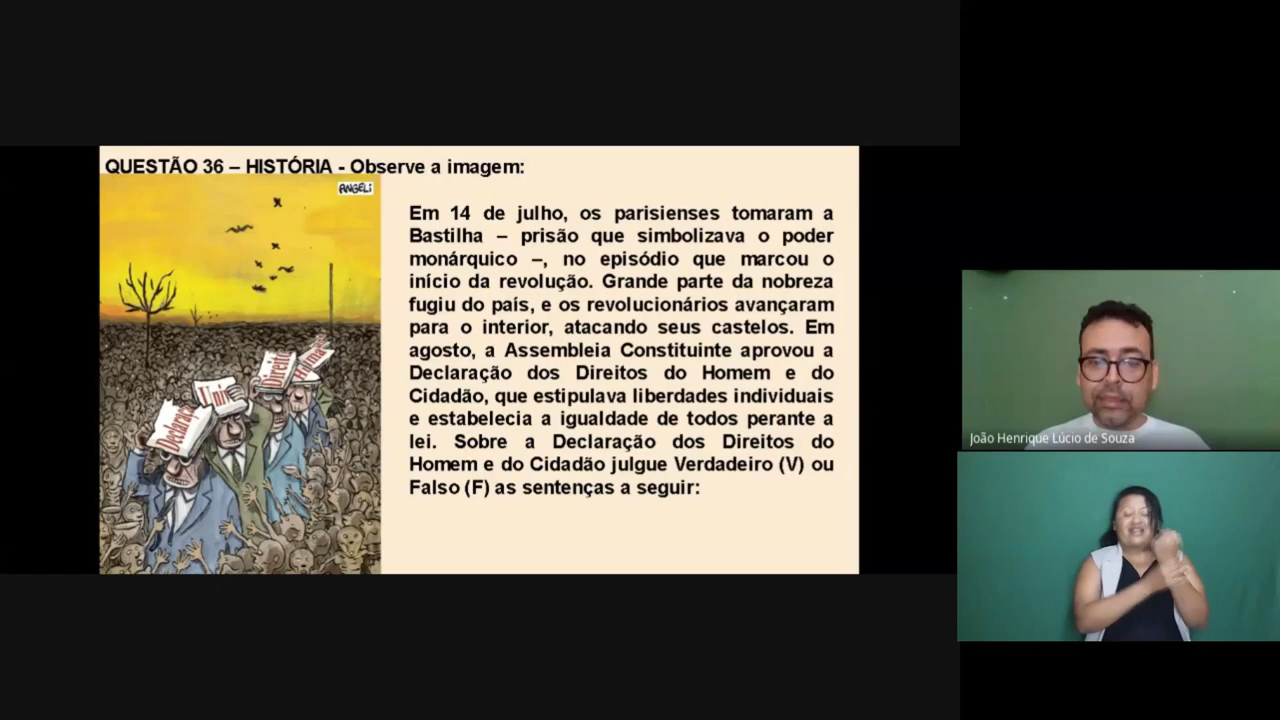 QUESTÃO 36 – HISTÓRIA - Observe a imagem:
ANGELI
Declaração
Univ
Direit
Humano
Em 14 de julho, os parisienses tomaram a
Bastilha – prisão que simbolizava o poder
monárquico –, no episódio que marcou o
início da revolução. Grande parte da nobreza
fugiu do país, e os revolucionários avançaram
para o interior, atacando seus castelos. Em
agosto, a Assembleia Constituinte aprovou a
Declaração dos Direitos do Homem e do
Cidadão, que estipulava liberdades individuais
e estabelecia a igualdade de todos perante a
lei. Sobre a Declaração dos Direitos do
Homem e do Cidadão julgue Verdadeiro (V) ou
Falso (F) as sentenças a seguir:
João Henrique Lúcio de Souza